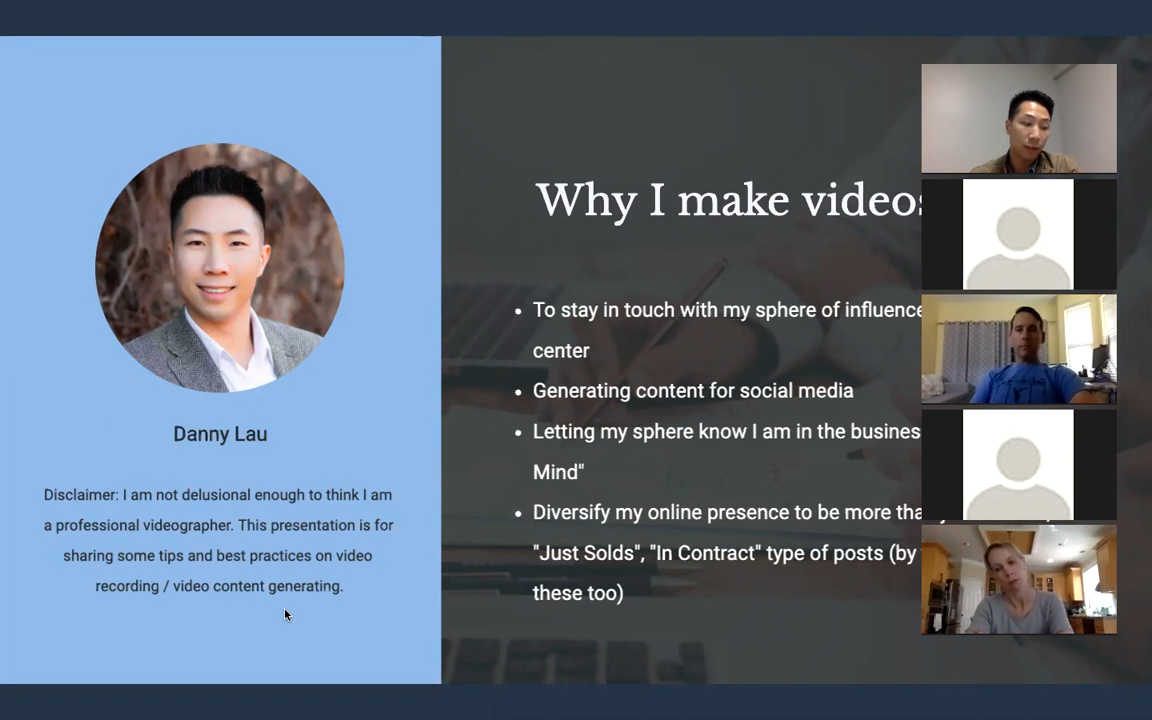 Danny Lau
Disclaimer: I am not delusional enough to think I am
a professional videographer. This presentation is for
sharing some tips and best practices on video
recording / video content generating.
Why I make videos
To stay in touch with my sphere of influence
center
Generating content for social media
Letting my sphere know I am in the busines
Mind"
Diversify my online presence to be more tha
"Just Solds", "In Contract" type of posts (by
these too)